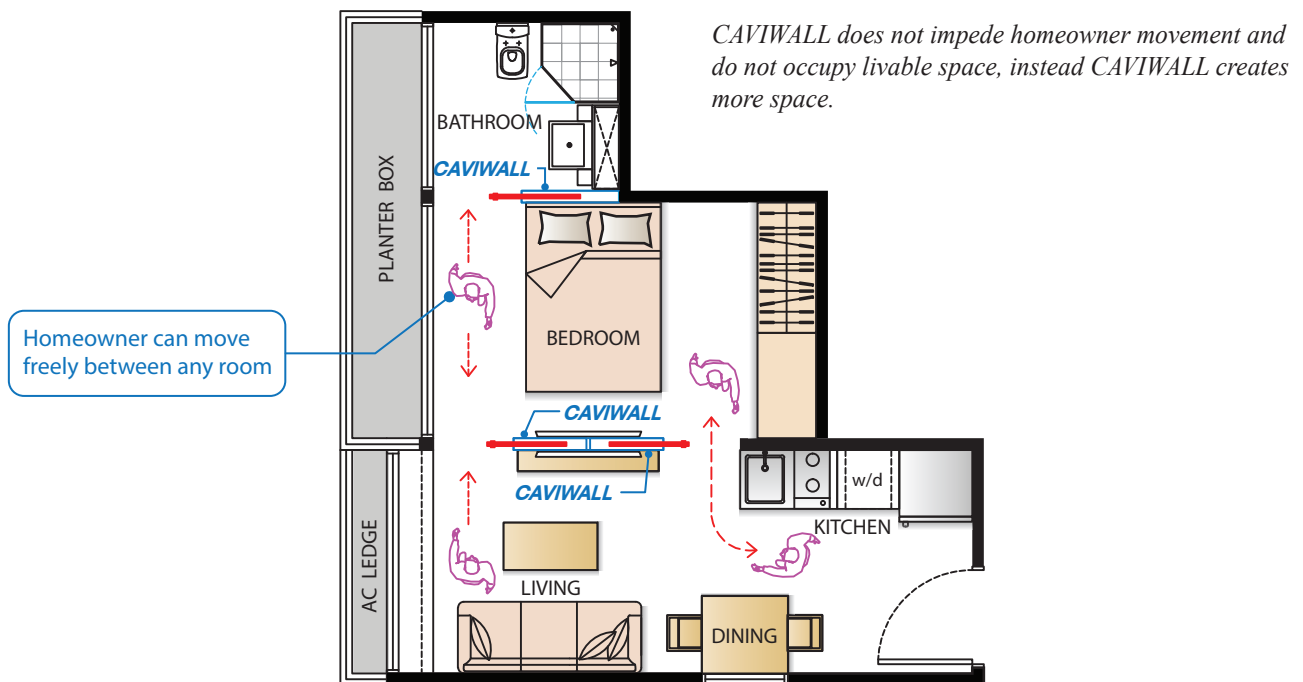 CAVIWALL does not impede homeowner movement and
do not occupy livable space, instead CAVIWALL creates
more space.
BATHROOM
CAVIWALL
PLANTER BOX
Homeowner can move
freely between any room
BEDROOM
CAVIWALL
CAVIWALL
w/d
KITCHEN
AC LEDGE
LIVING
DINING